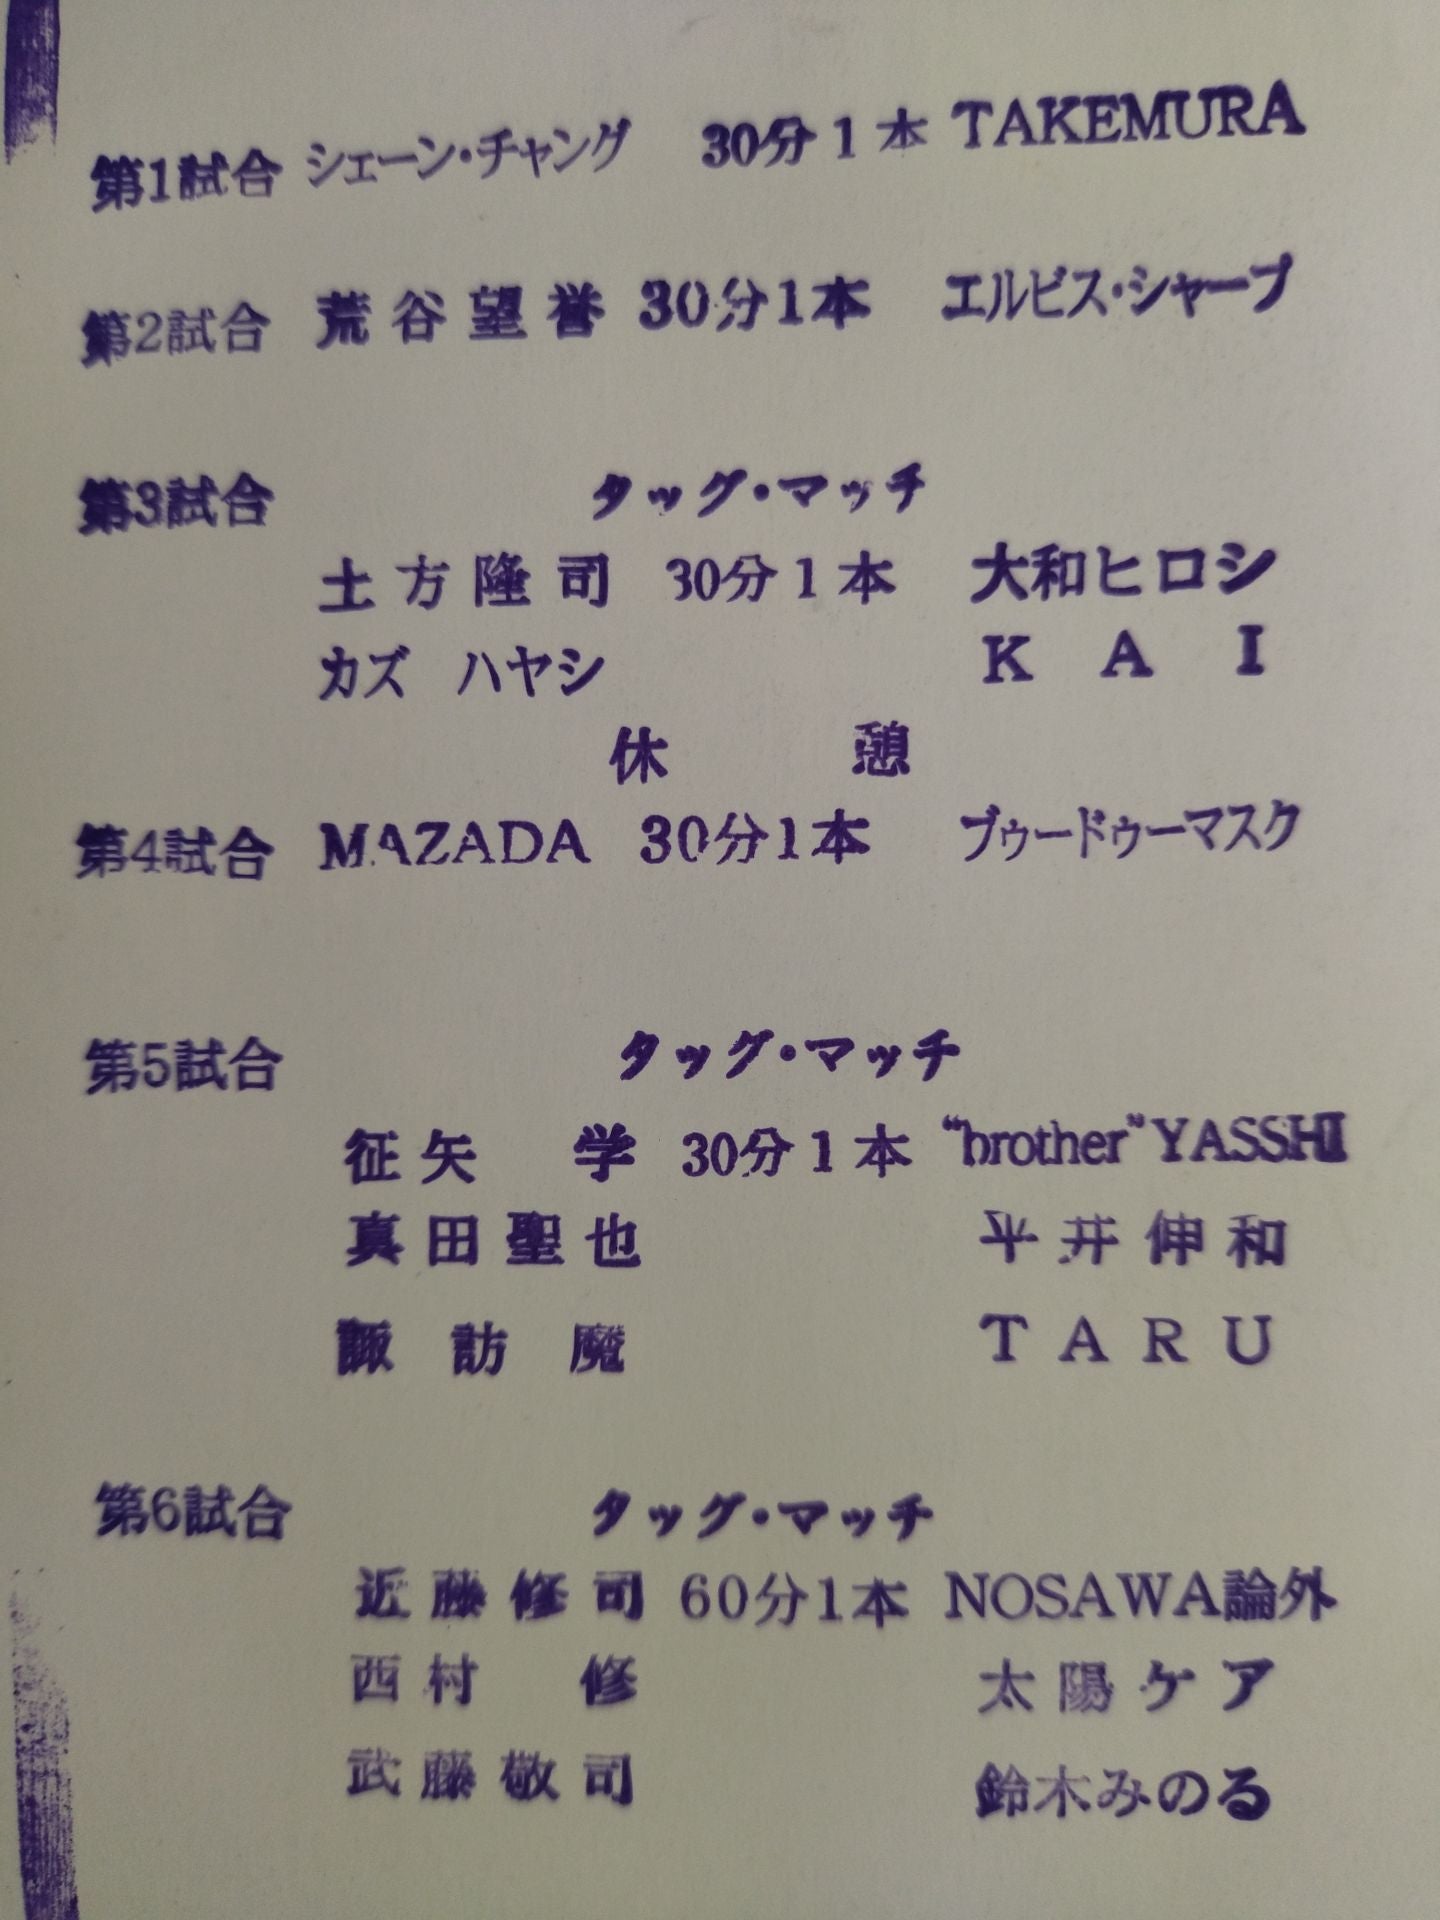 第1試合 シェーン・チャング 30分1本 TAKEMURA
第2試合 荒谷望誉 30分1本 エルビス・シャープ
第3試合 タッグ・マッチ
土方隆司 30分1本 大和ヒロシ
カズ ハヤシ KAI
休憩
第4試合 MAZADA 30分1本 ブゥードゥーマスク
第5試合 タッグ・マッチ
征矢 学 30分1本 “brother”YASSHI
真田聖也 平井伸和
諏訪魔 TARU
第6試合 タッグ・マッチ
近藤修司 60分1本 NOSAWA論外
西村 修 太陽ケア
武藤敬司 鈴木みのる